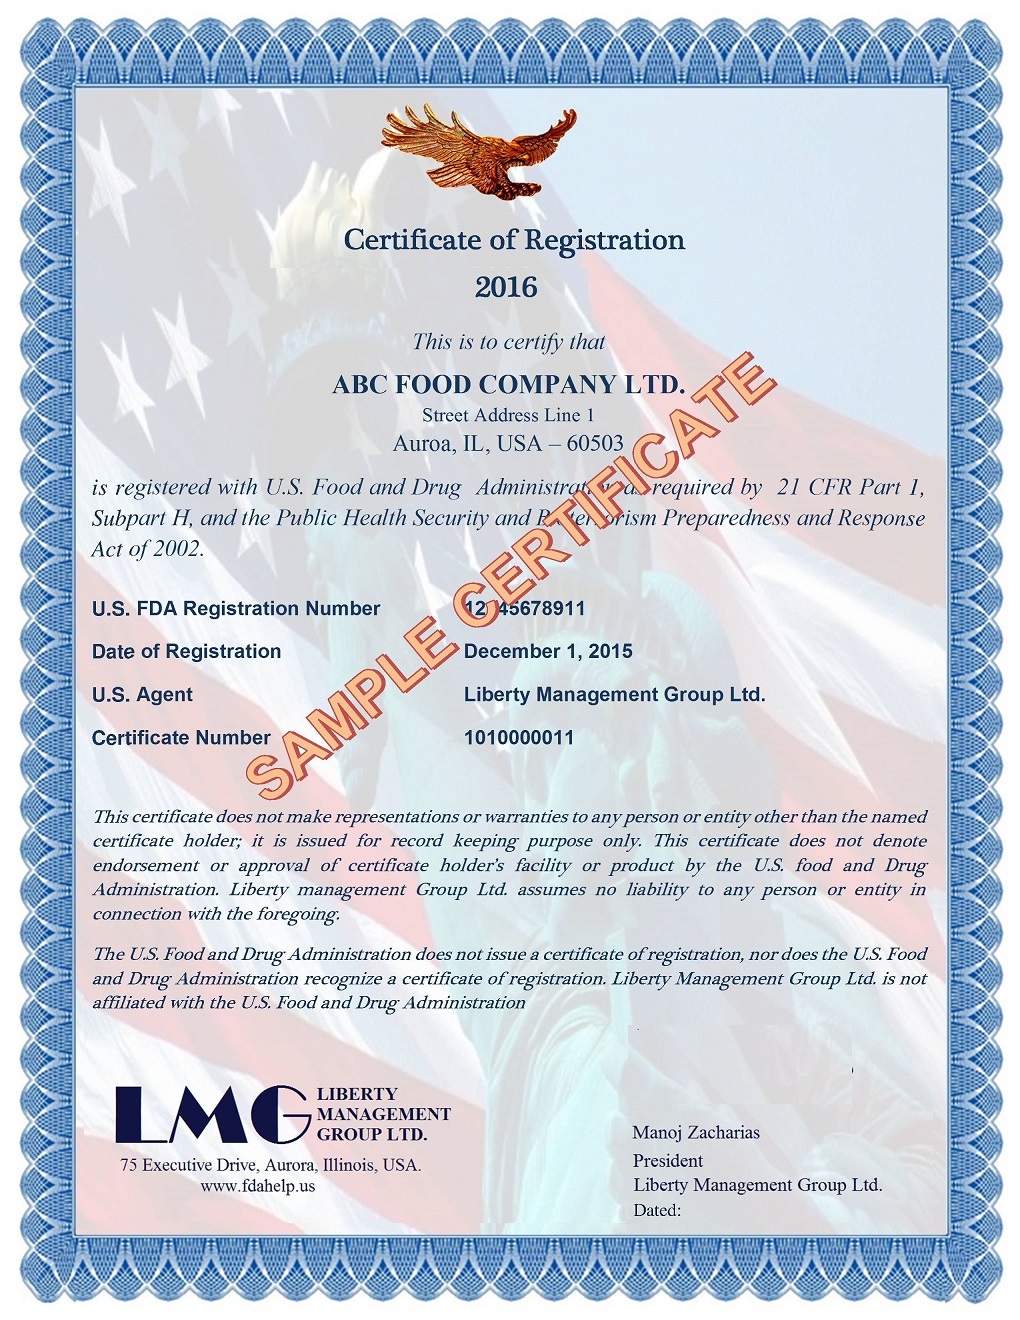 Certificate of Registration
2016
This is to certify that
ABC FOOD COMPANY LTD.
Street Address Line 1
Auroa, IL, USA – 60503
is registered with U.S. Food and Drug Administration as required by 21 CFR Part 1,
Subpart H, and the Public Health Security and Bioterrorism Preparedness and Response
Act of 2002.
SAMPLE CERTIFICATE
U.S. FDA Registration Number 12345678911
Date of Registration December 1, 2015
U.S. Agent Liberty Management Group Ltd.
Certificate Number 1010000011
This certificate does not make representations or warranties to any person or entity other than the named
certificate holder; it is issued for record keeping purpose only. This certificate does not denote
endorsement or approval of certificate holder's facility or product by the U.S. food and Drug
Administration. Liberty management Group Ltd. assumes no liability to any person or entity in
connection with the foregoing.
The U.S. Food and Drug Administration does not issue a certificate of registration, nor does the U.S. Food
and Drug Administration recognize a certificate of registration. Liberty Management Group Ltd. is not
affiliated with the U.S. Food and Drug Administration
LMG LIBERTY
MANAGEMENT
GROUP LTD.
75 Executive Drive, Aurora, Illinois, USA.
www.fdahelp.us
Manoj Zacharias
President
Liberty Management Group Ltd.
Dated: